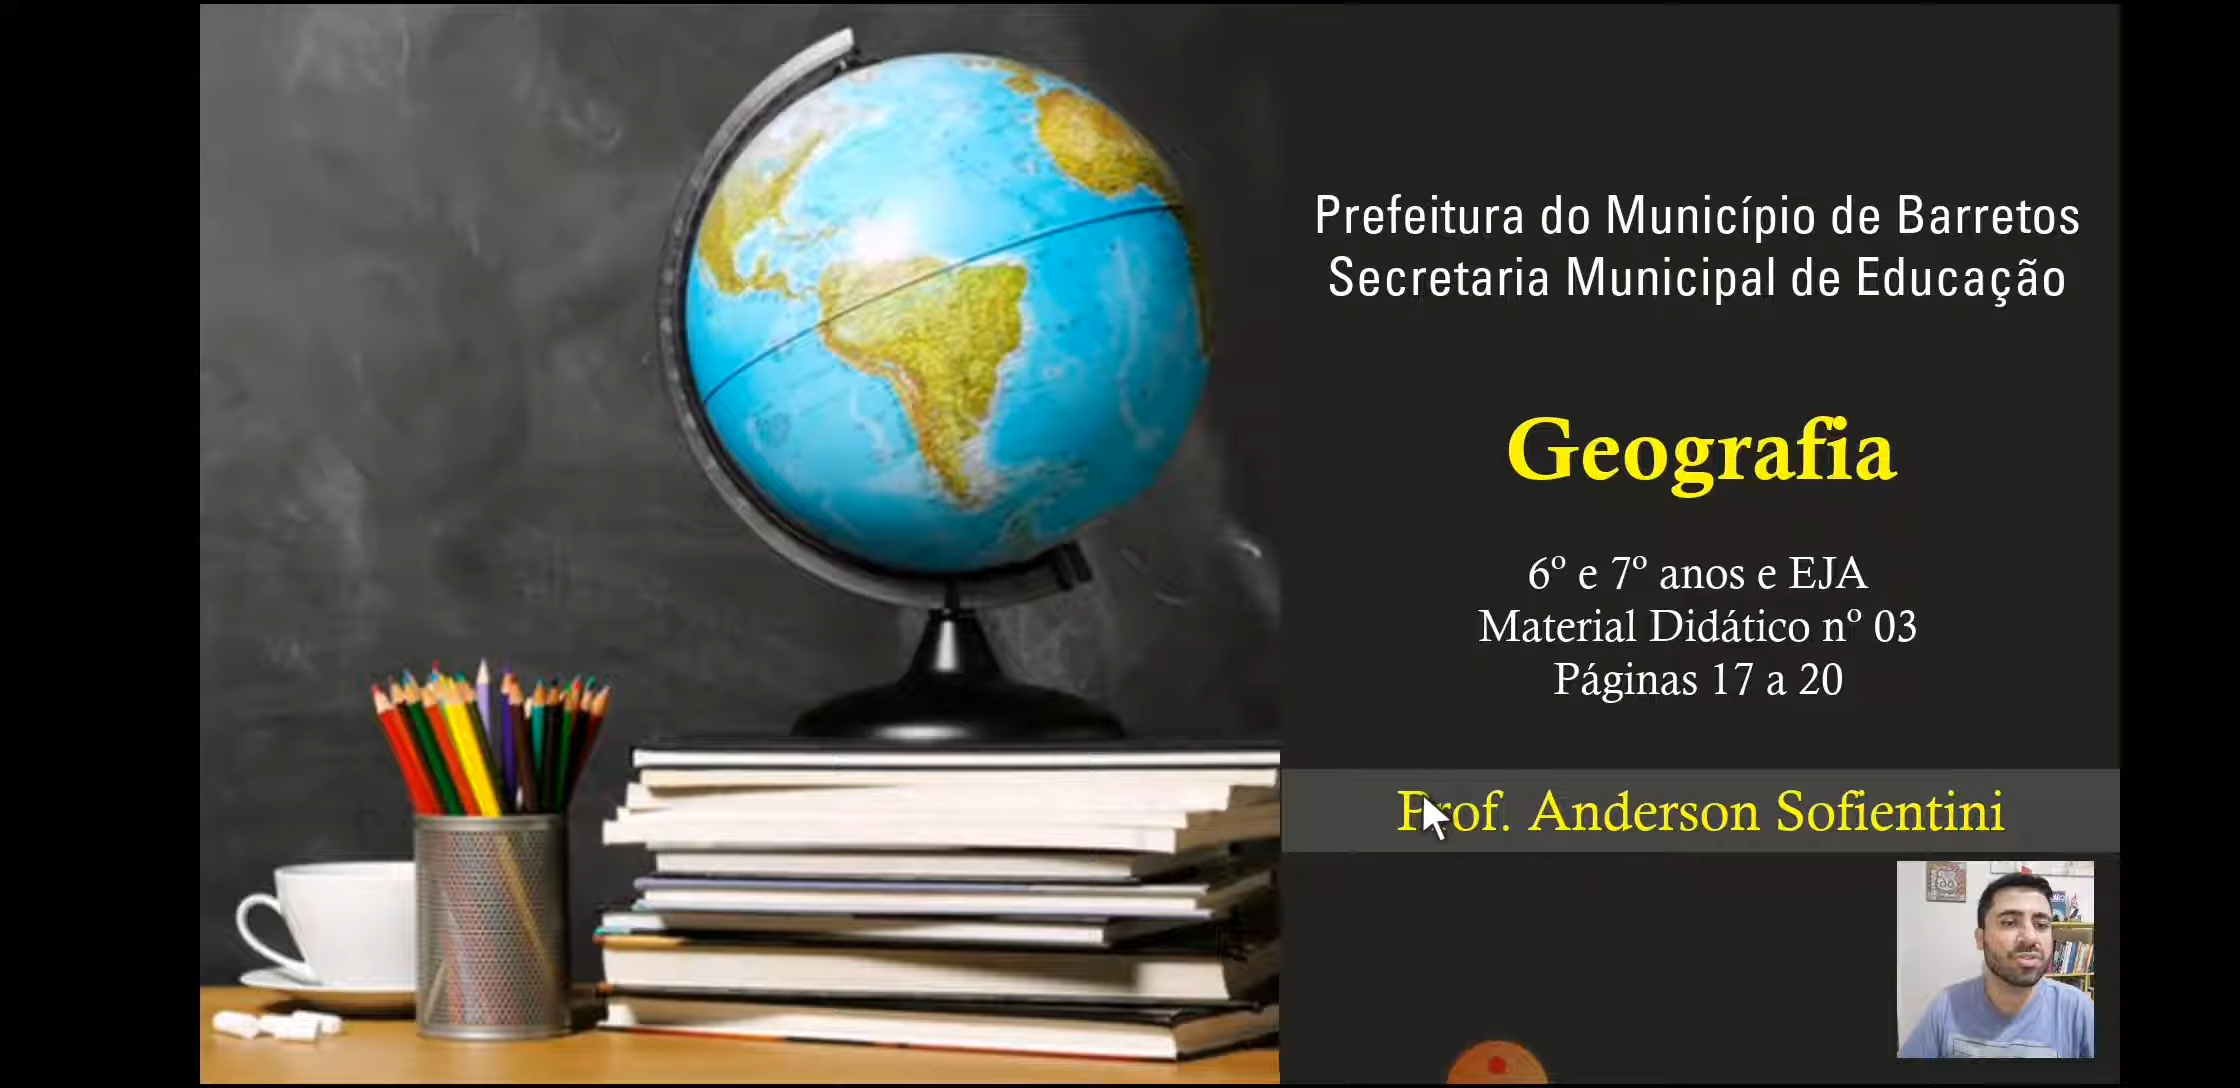 Prefeitura do Município de Barretos
Secretaria Municipal de Educação
Geografia
6º e 7º anos e EJA
Material Didático nº 03
Páginas 17 a 20
Prof. Anderson Sofientini